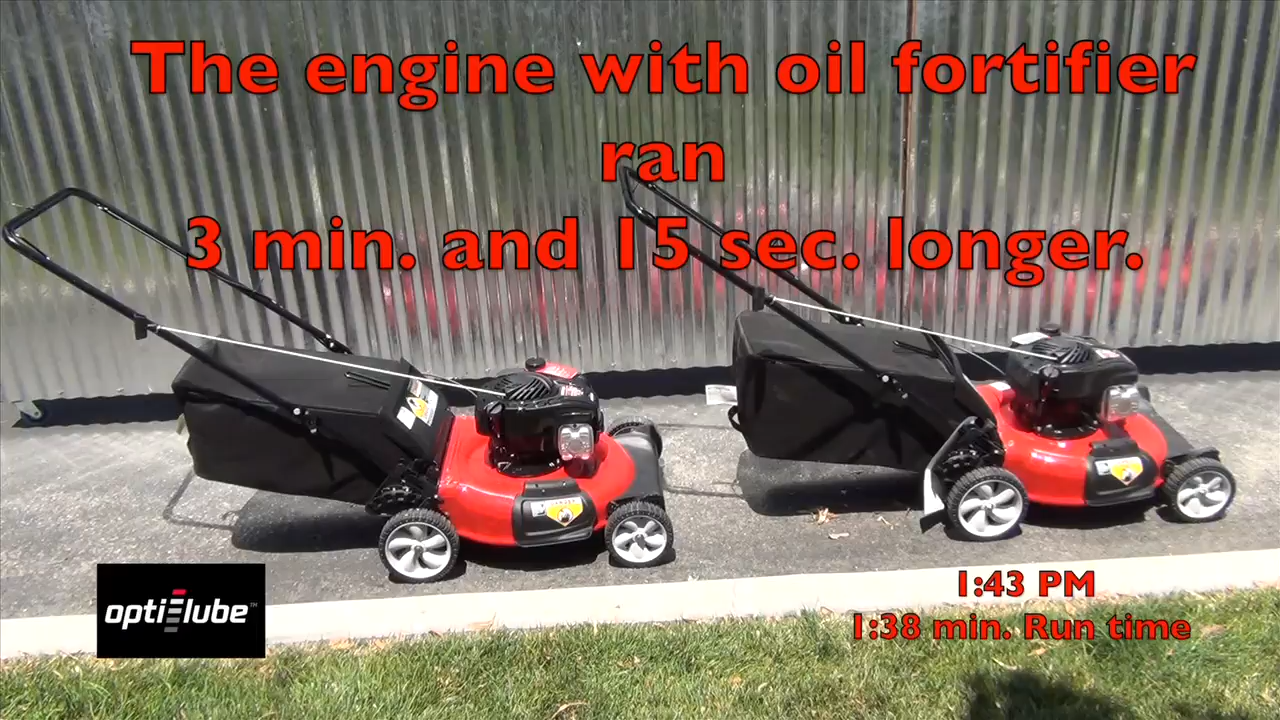 The engine with oil fortifier
ran
3 min. and 15 sec. longer.
optilube™
1:43 PM
1:38 min. Run time